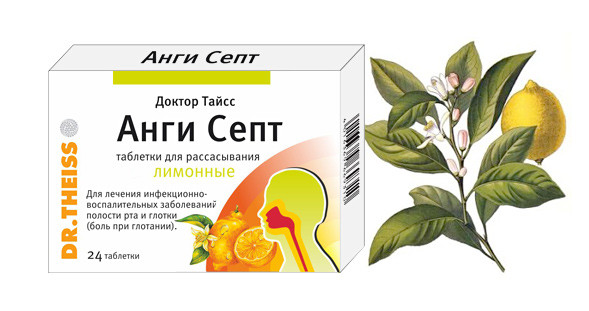 Анги Септ
Доктор Тайсс
Анги Септ
таблетки для рассасывания
лимонные
Для лечения инфекционно-
воспалительных заболеваний
полости рта и глотки
(боль при глотании).
24 таблетки
DR.THEISS